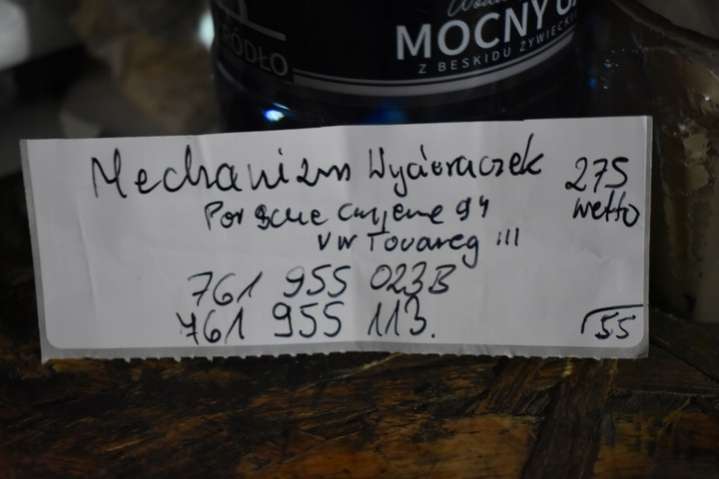 MOCNY
Z BESKIDU ŻYWIECKI
Mechanizm Wycieraczek 275
Porsche Cayenne 94 netto
VW Touareg III
761 955 023B
761 955 113. 55